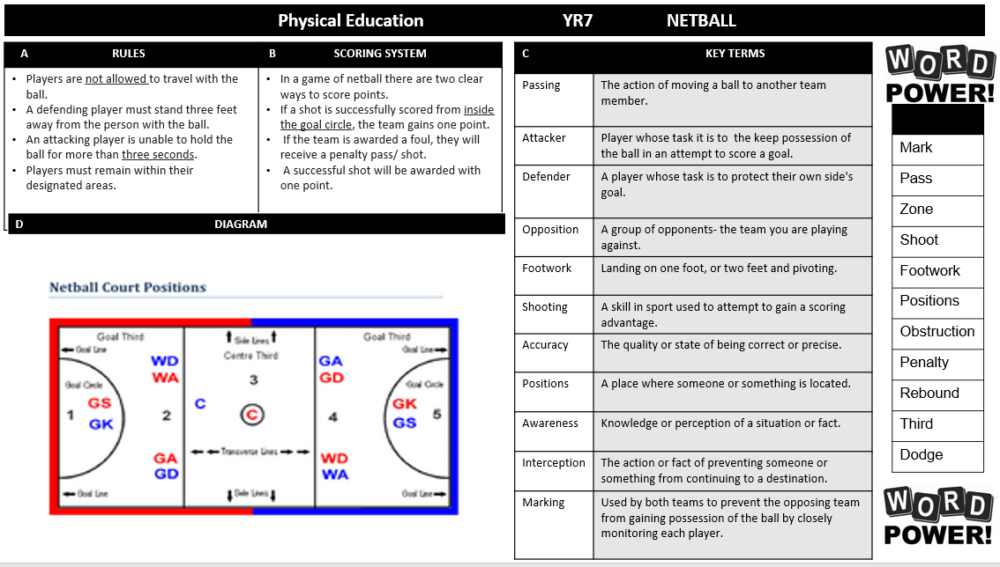 Physical Education YR7 NETBALL
A RULES
• Players are not allowed to travel with the
ball.
• A defending player must stand three feet
away from the person with the ball.
• An attacking player is unable to hold the
ball for more than three seconds.
• Players must remain within their
designated areas.
B SCORING SYSTEM
• In a game of netball there are two clear
ways to score points.
• If a shot is successfully scored from inside
the goal circle, the team gains one point.
• If the team is awarded a foul, they will
receive a penalty pass/ shot.
• A successful shot will be awarded with
one point.
D DIAGRAM
Netball Court Positions
Goal Third
Goal Line
WD
WA
Goal Circle
GS
1
GK
2
GA
GD
Goal Line
Side Lines
Centre Third
3
C
C
Transverse Lines
Side Lines
Goal Third
Goal Line
GA
GD
Goal Circle
GK
4
5
GS
WD
WA
Goal Line
C KEY TERMS
Passing The action of moving a ball to another team
member.
Attacker Player whose task it is to the keep possession of
the ball in an attempt to score a goal.
Defender A player whose task is to protect their own side's
goal.
Opposition A group of opponents- the team you are playing
against.
Footwork Landing on one foot, or two feet and pivoting.
Shooting A skill in sport used to attempt to gain a scoring
advantage.
Accuracy The quality or state of being correct or precise.
Positions A place where someone or something is located.
Awareness Knowledge or perception of a situation or fact.
Interception The action or fact of preventing someone or
something from continuing to a destination.
Marking Used by both teams to prevent the opposing team
from gaining possession of the ball by closely
monitoring each player.
WORD
POWER!
Mark
Pass
Zone
Shoot
Footwork
Positions
Obstruction
Penalty
Rebound
Third
Dodge
WORD
POWER!